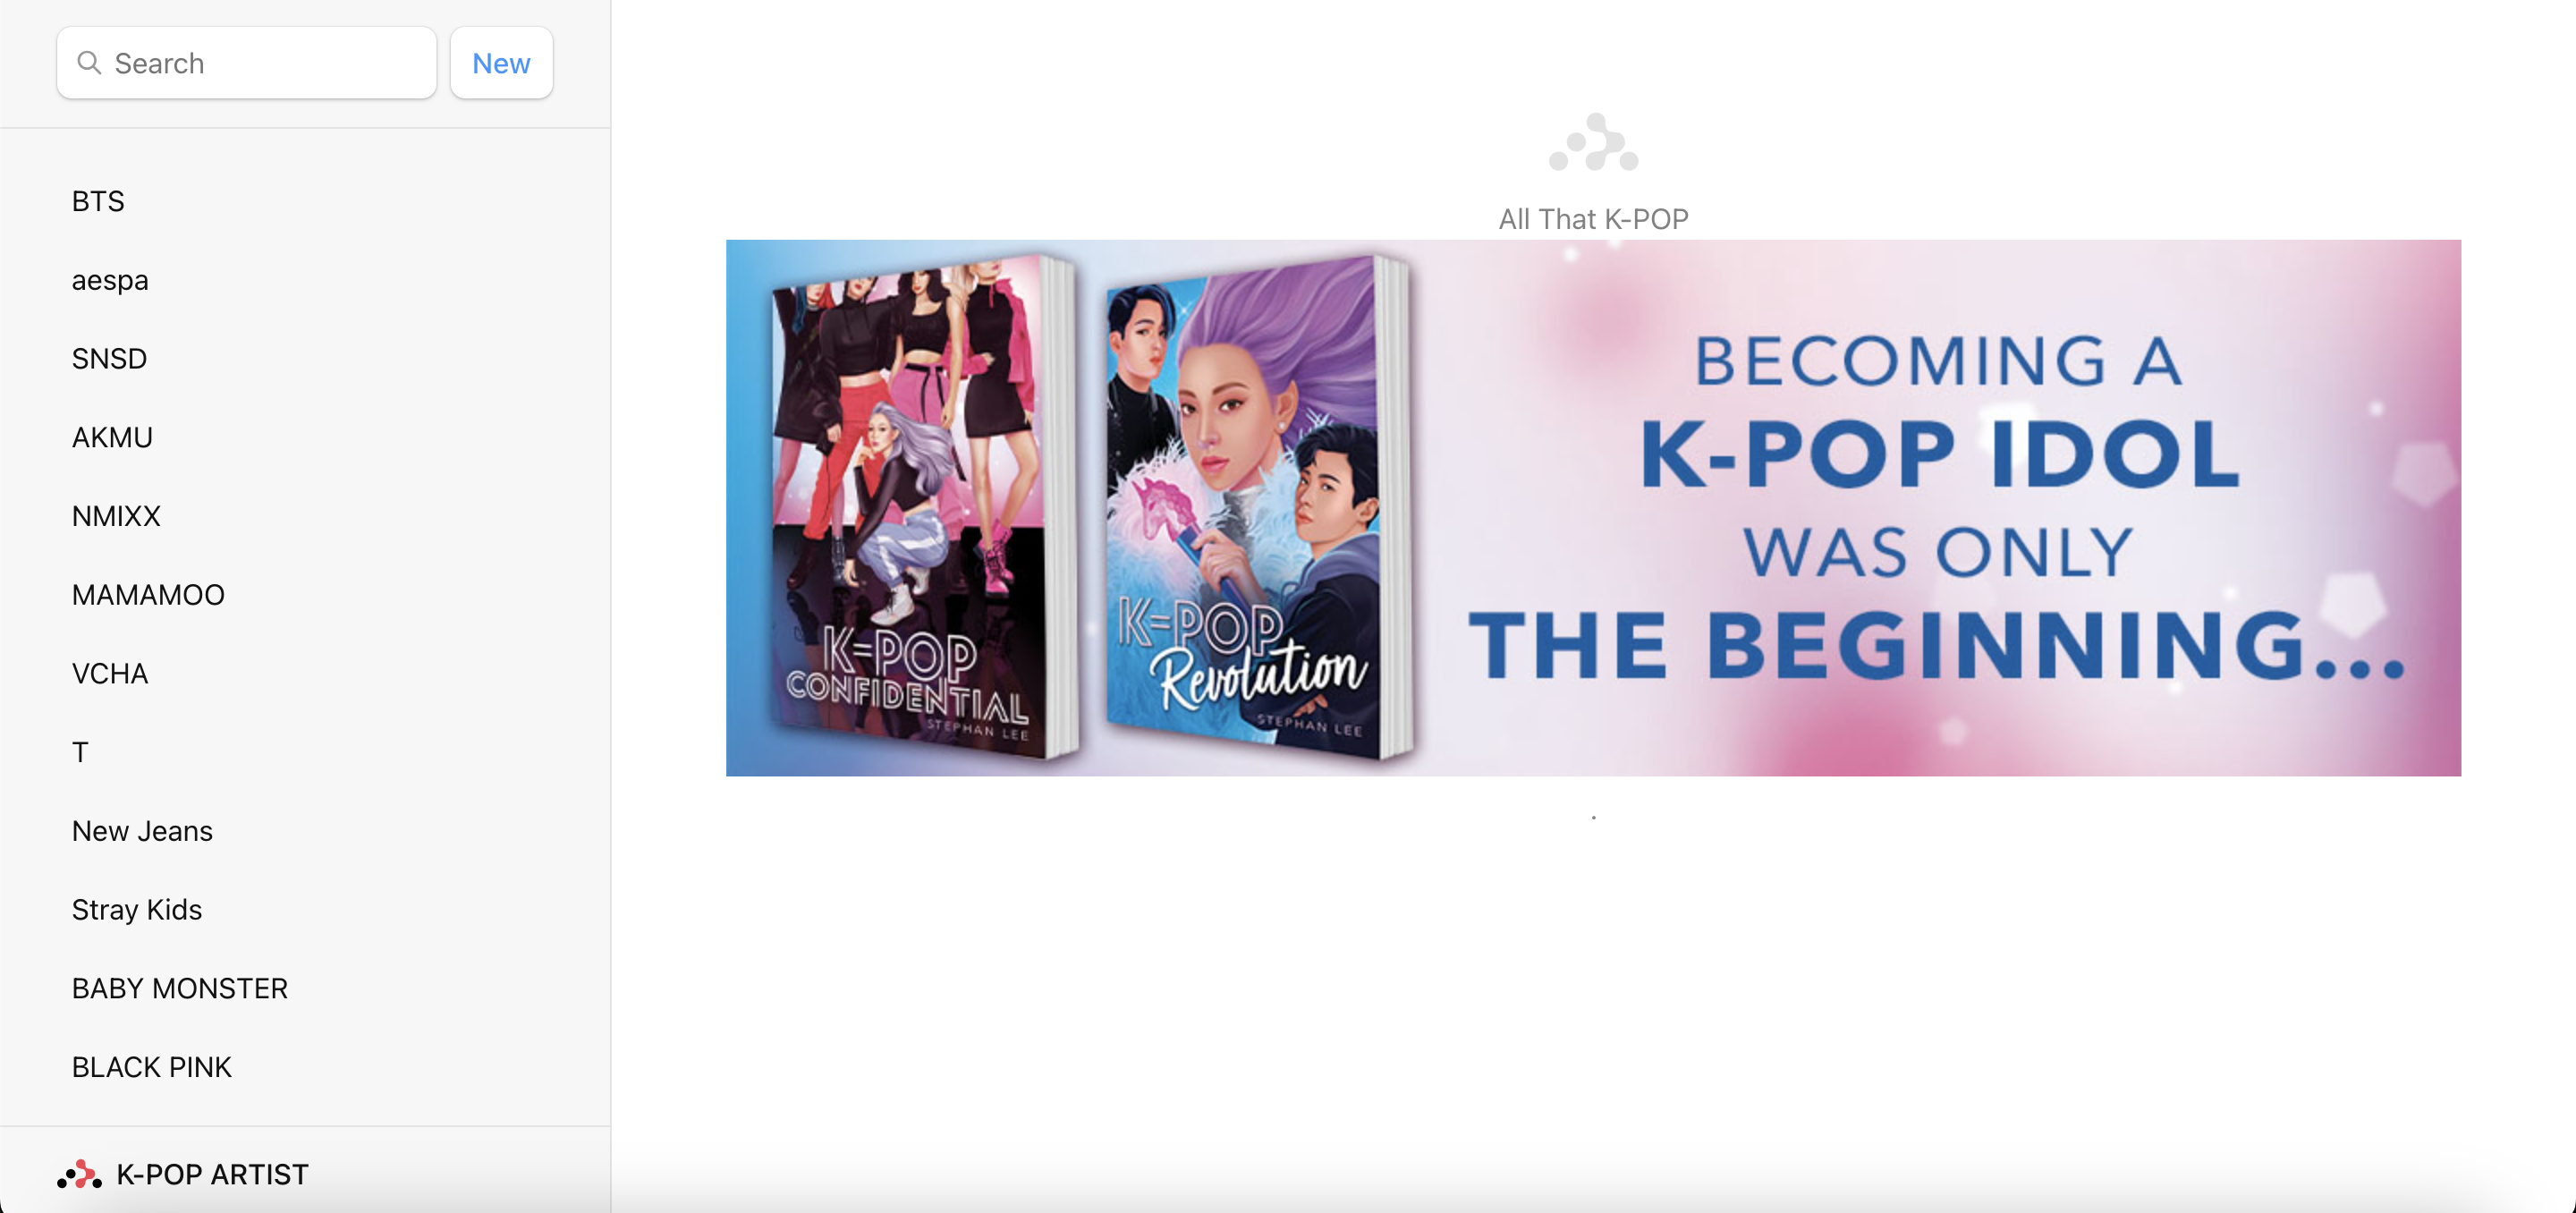 Search
New
BTS
aespa
SNSD
AKMU
NMIXX
MAMAMOO
VCHA
T
New Jeans
Stray Kids
BABY MONSTER
BLACK PINK
K-POP ARTIST
All That K-POP
K-POP
CONFIDENTIAL
STEPHAN LEE
K-POP
Revolution
STEPHAN LEE
BECOMING A
K-POP IDOL
WAS ONLY
THE BEGINNING...
.